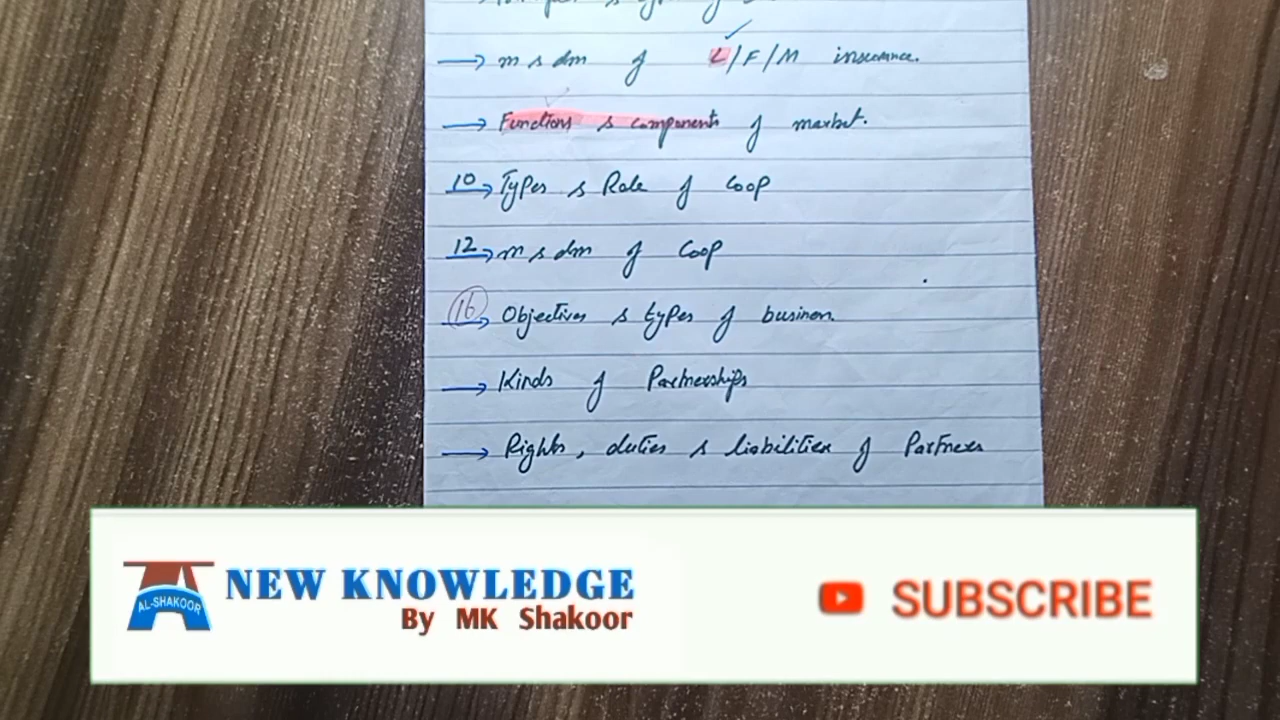 → m & dm of L/F/M insurance.
→ Functions & components of market.
10→ Types & Role of Coop
12→ m & dm of Coop
16→ Objectives & types of business.
→ Kinds of Partnerships
→ Rights, duties & liabilities of Partners
AL-SHAKOOR
NEW KNOWLEDGE
By MK Shakoor
SUBSCRIBE